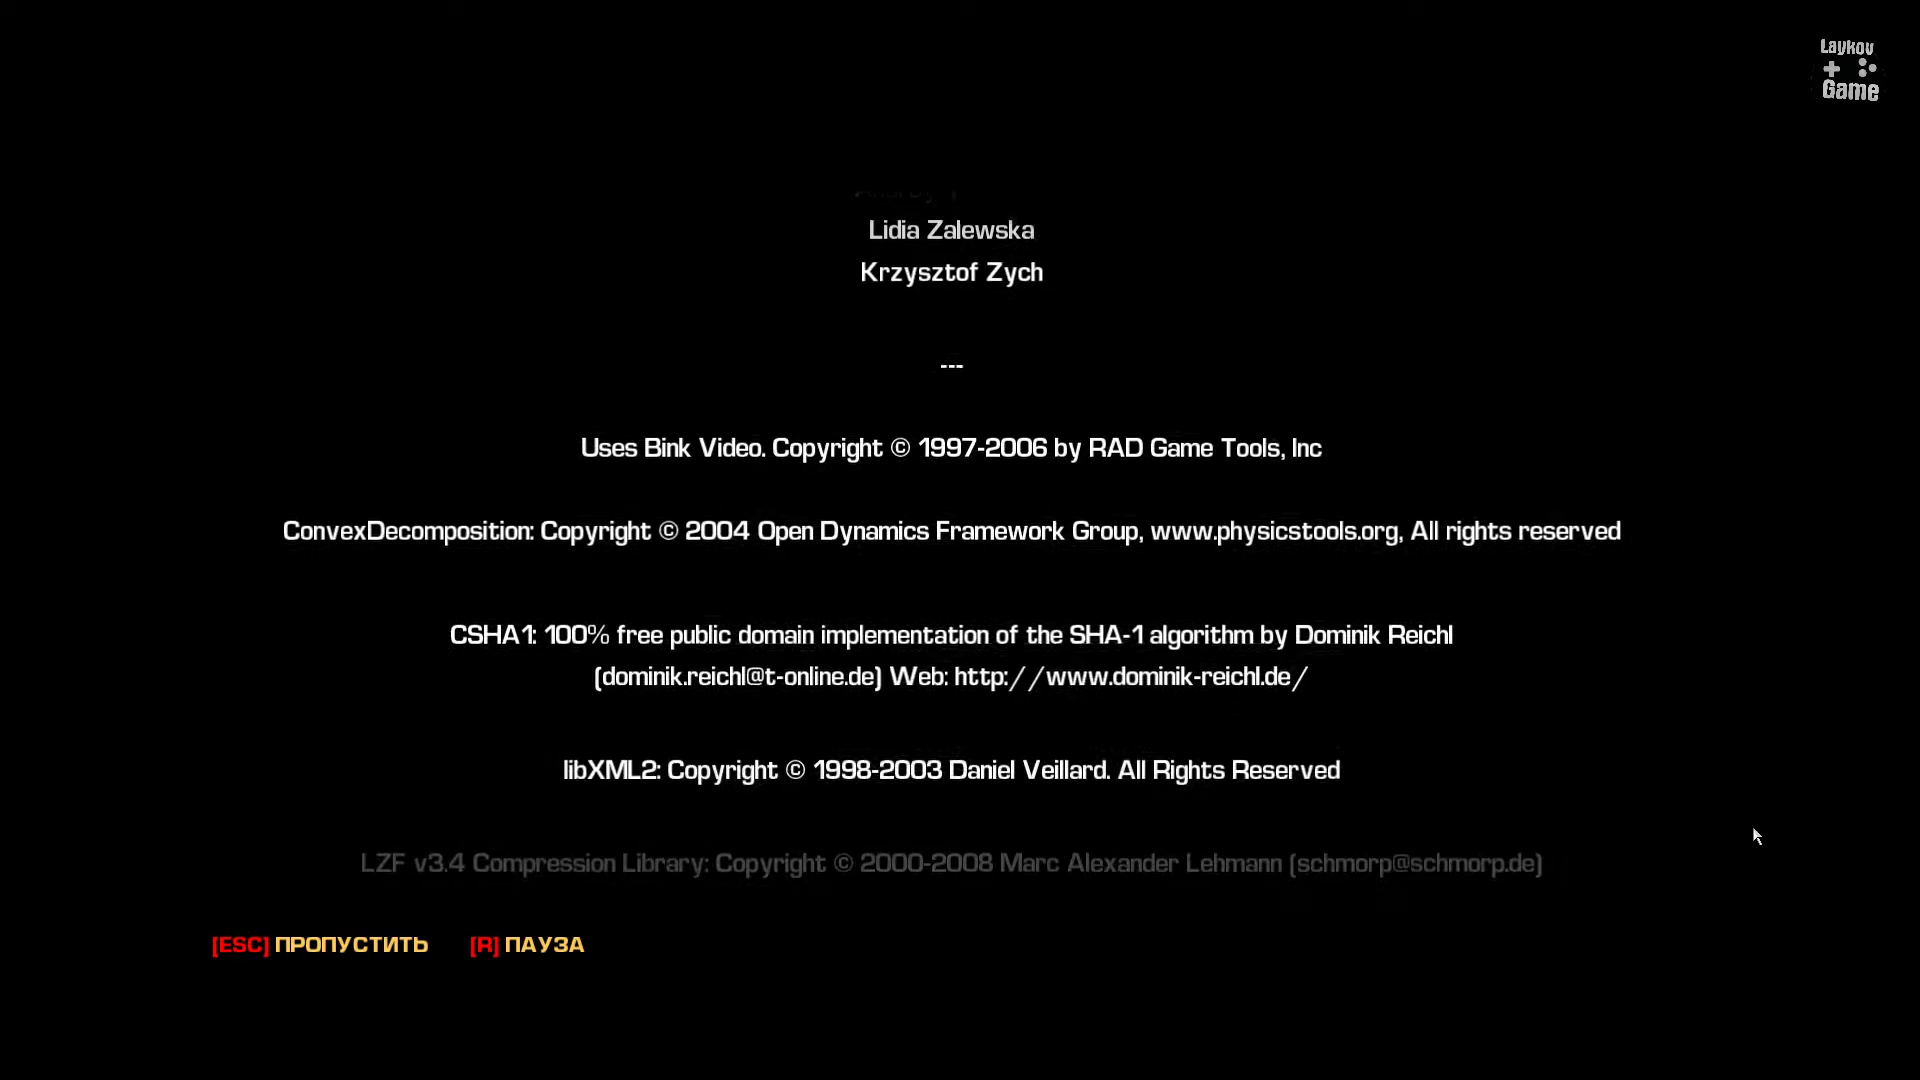 Laykov
Game
Lidia Zalewska
Krzysztof Zych
---
Uses Bink Video. Copyright © 1997-2006 by RAD Game Tools, Inc
ConvexDecomposition: Copyright © 2004 Open Dynamics Framework Group, www.physicstools.org, All rights reserved
CSHA1: 100% free public domain implementation of the SHA-1 algorithm by Dominik Reichl
(dominik.reichl@t-online.de) Web: http://www.dominik-reichl.de/
libXML2: Copyright © 1998-2003 Daniel Veillard. All Rights Reserved
LZF v3.4 Compression Library: Copyright © 2000-2008 Marc Alexander Lehmann (schmorp@schmorp.de)
[ESC] ПРОПУСТИТЬ [R] ПАУЗА